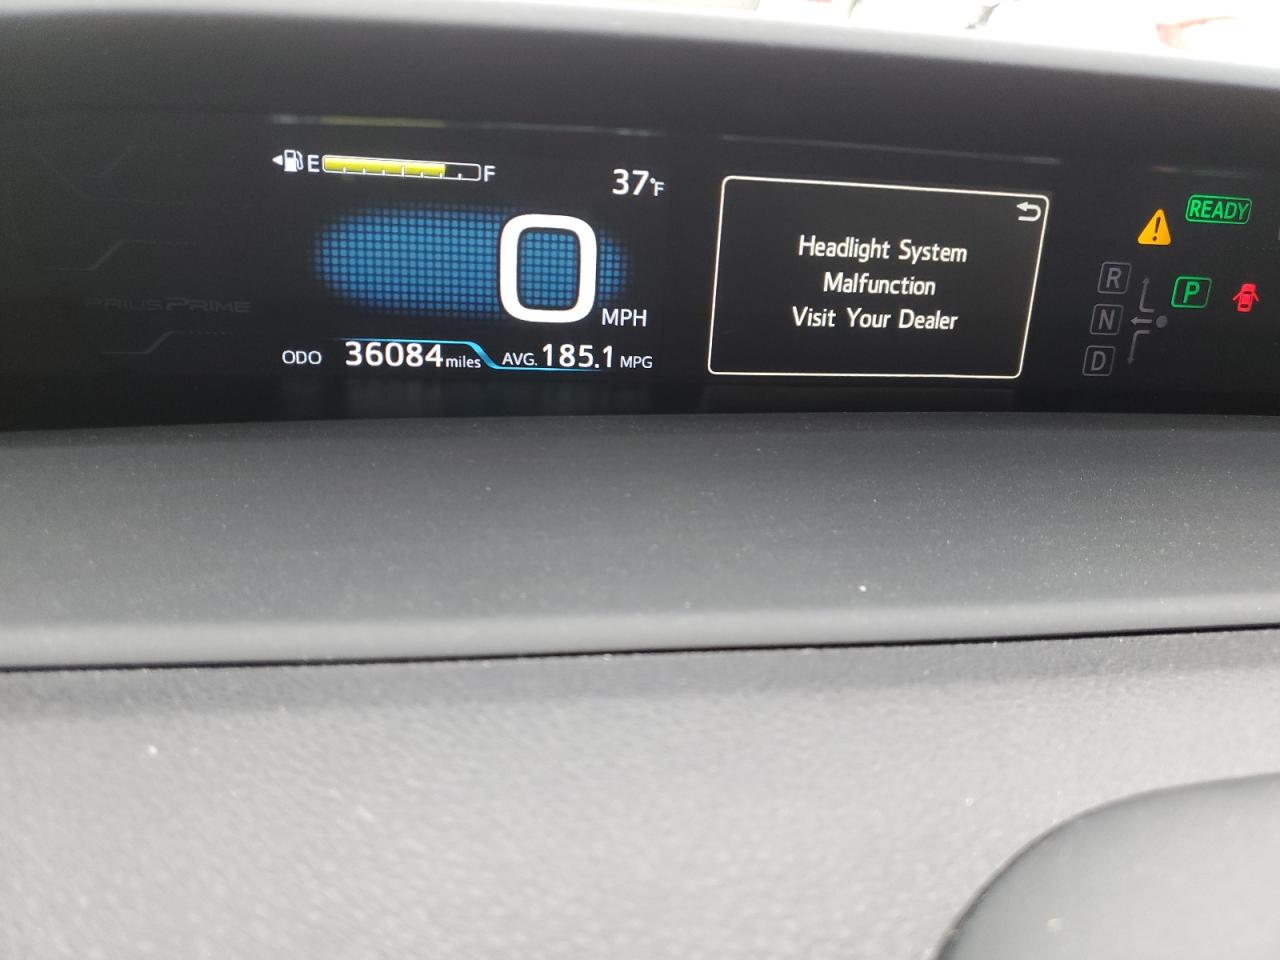 E F
37°F
0 MPH
ODO 36084 miles AVG. 185.1 MPG
PRIUS PRIME
Headlight System
Malfunction
Visit Your Dealer
READY
R
P
N
D